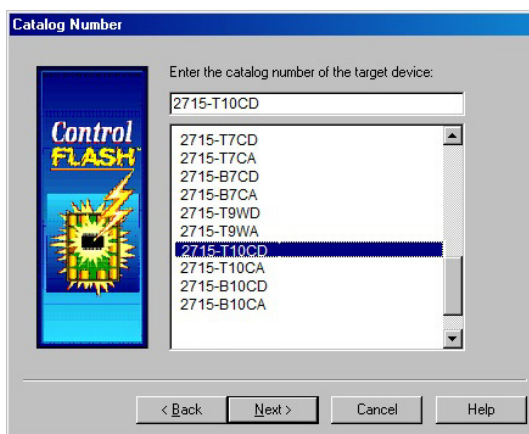 Catalog Number
Enter the catalog number of the target device:
2715-T10CD
Control
FLASH
2715-T7CD
2715-T7CA
2715-B7CD
2715-B7CA
2715-T9WD
2715-T9WA
2715-T10CD
2715-T10CA
2715-B10CD
2715-B10CA
< Back
Next >
Cancel
Help